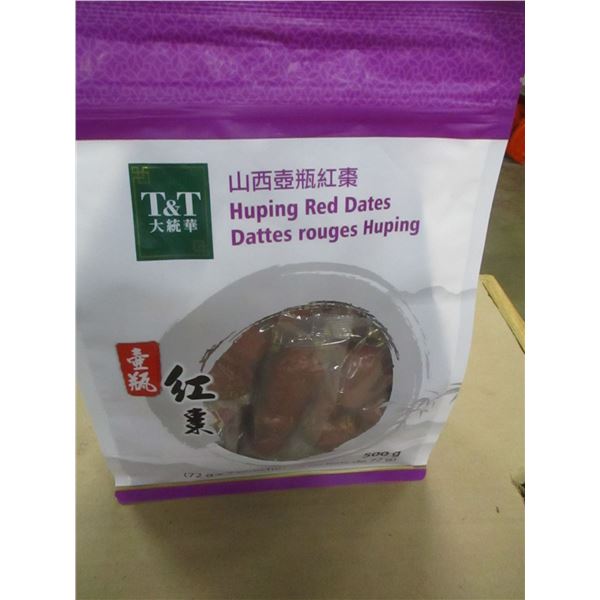 T&T
大統華
山西壺瓶紅棗
Huping Red Dates
Dattes rouges Huping
壺瓶
紅棗
500 g